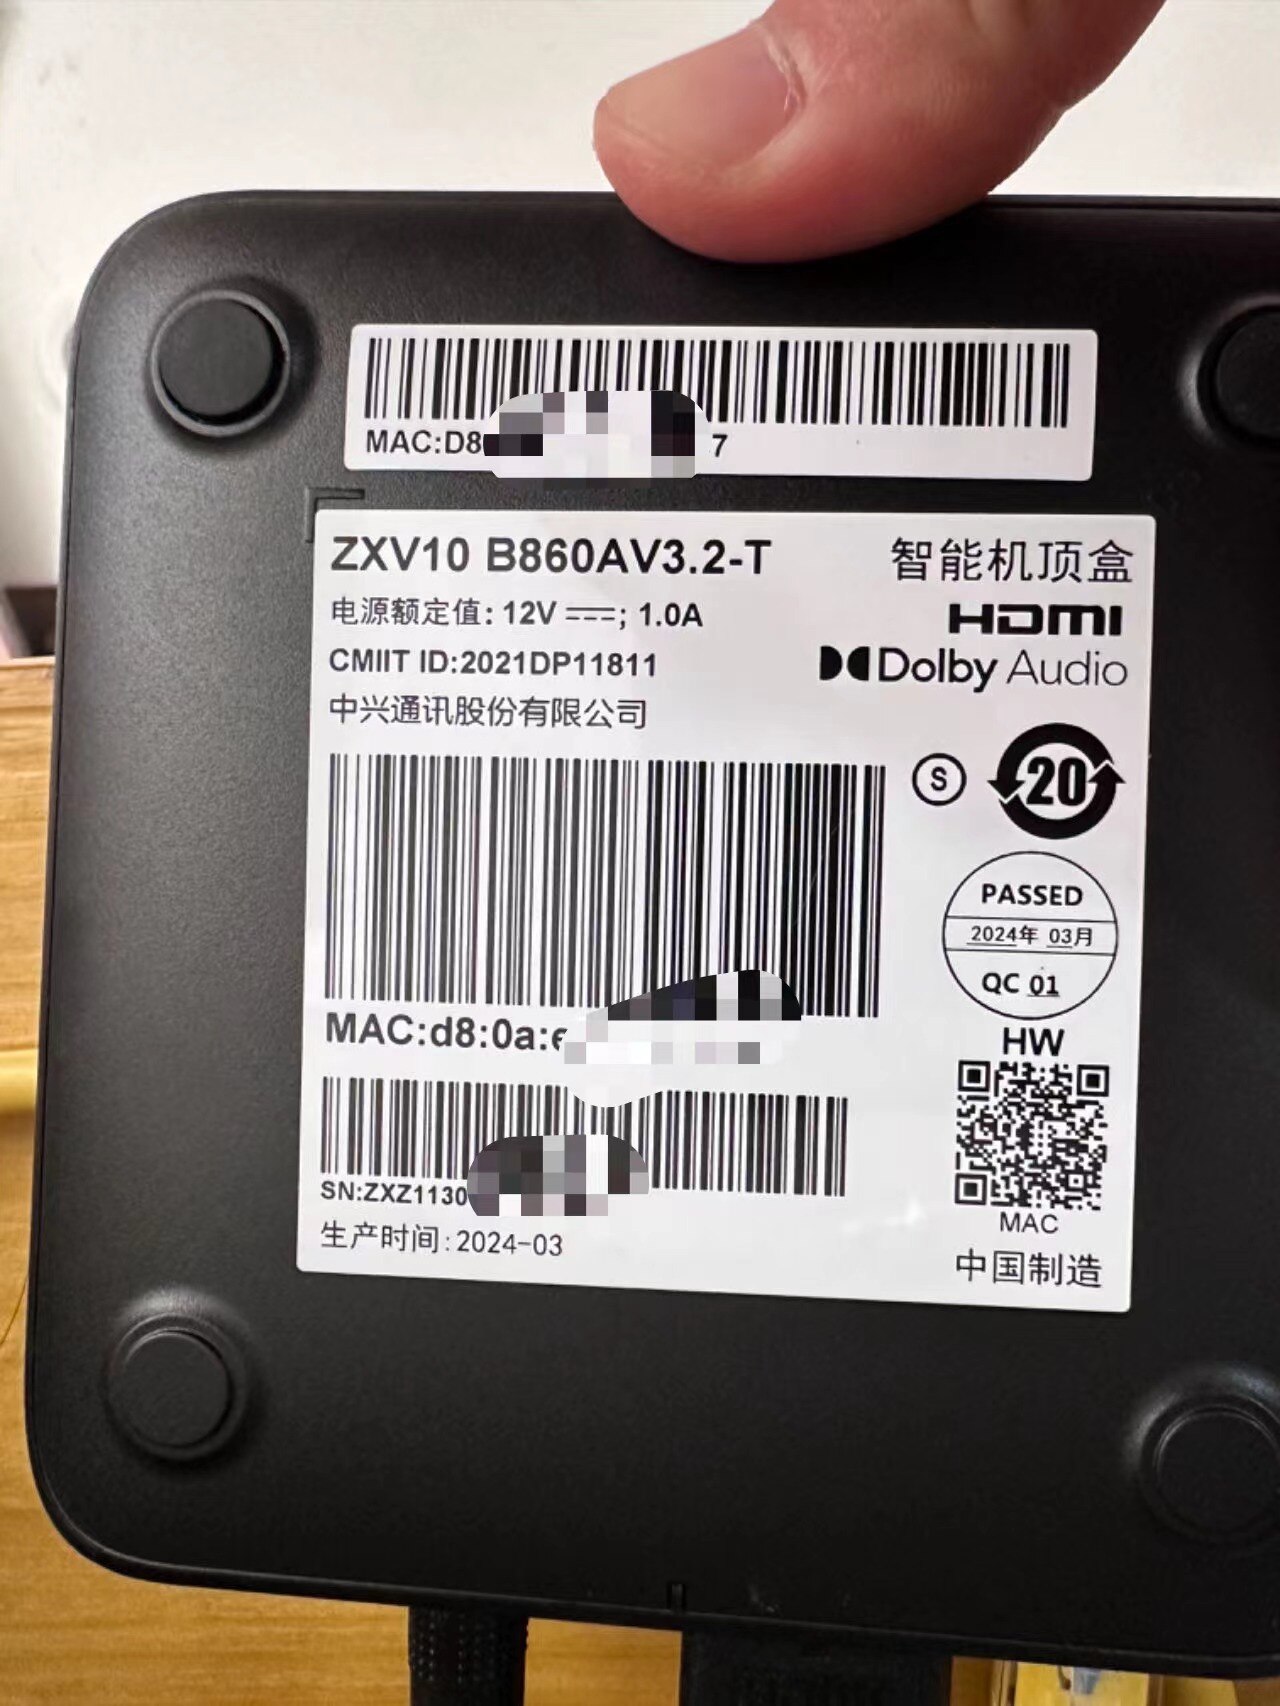 MAC:D8
7
ZXV10 B860AV3.2-T
智能机顶盒
电源额定值: 12V ⎓; 1.0A
HDMI
CMIIT ID:2021DP11811
Dolby Audio
中兴通讯股份有限公司
S
20
PASSED
2024年 03月
QC 01
MAC:d8:0a:e
HW
SN:ZXZ1130
MAC
生产时间:2024-03
中国制造